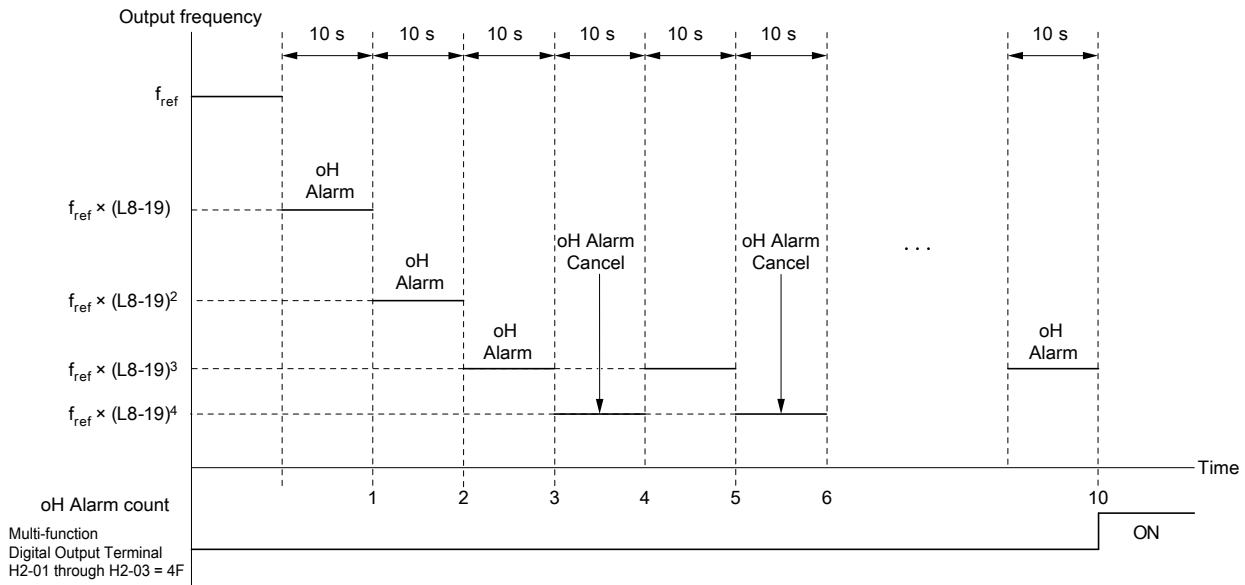 Output frequency
10 s 10 s 10 s 10 s 10 s 10 s 10 s
f_ref
oH
Alarm
f_ref × (L8-19)
oH Alarm
Cancel
oH Alarm
Cancel
. . .
oH
Alarm
f_ref × (L8-19)²
oH
Alarm
oH
Alarm
f_ref × (L8-19)³
f_ref × (L8-19)⁴
Time
oH Alarm count
1 2 3 4 5 6 10
Multi-function
Digital Output Terminal
H2-01 through H2-03 = 4F
ON